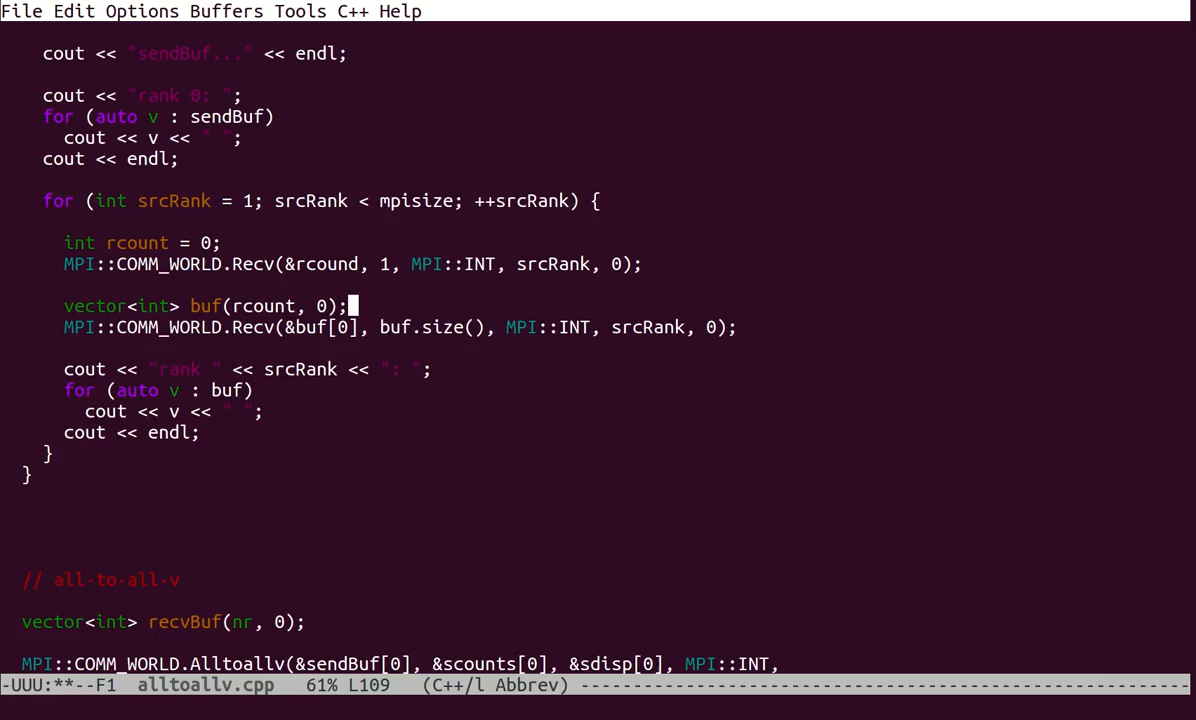 File Edit Options Buffers Tools C++ Help
cout << "sendBuf..." << endl;
cout << "rank 0: ";
for (auto v : sendBuf)
cout << v << " ";
cout << endl;
for (int srcRank = 1; srcRank < mpisize; ++srcRank) {
int rcount = 0;
MPI::COMM_WORLD.Recv(&rcound, 1, MPI::INT, srcRank, 0);
vector<int> buf(rcount, 0);
MPI::COMM_WORLD.Recv(&buf[0], buf.size(), MPI::INT, srcRank, 0);
cout << "rank " << srcRank << ": ";
for (auto v : buf)
cout << v << " ";
cout << endl;
}
}
// all-to-all-v
vector<int> recvBuf(nr, 0);
MPI::COMM_WORLD.Alltoallv(&sendBuf[0], &scounts[0], &sdisp[0], MPI::INT,
-UUU:**--F1 alltoallv.cpp 61% L109 (C++/l Abbrev) ----------------------------------------------------------